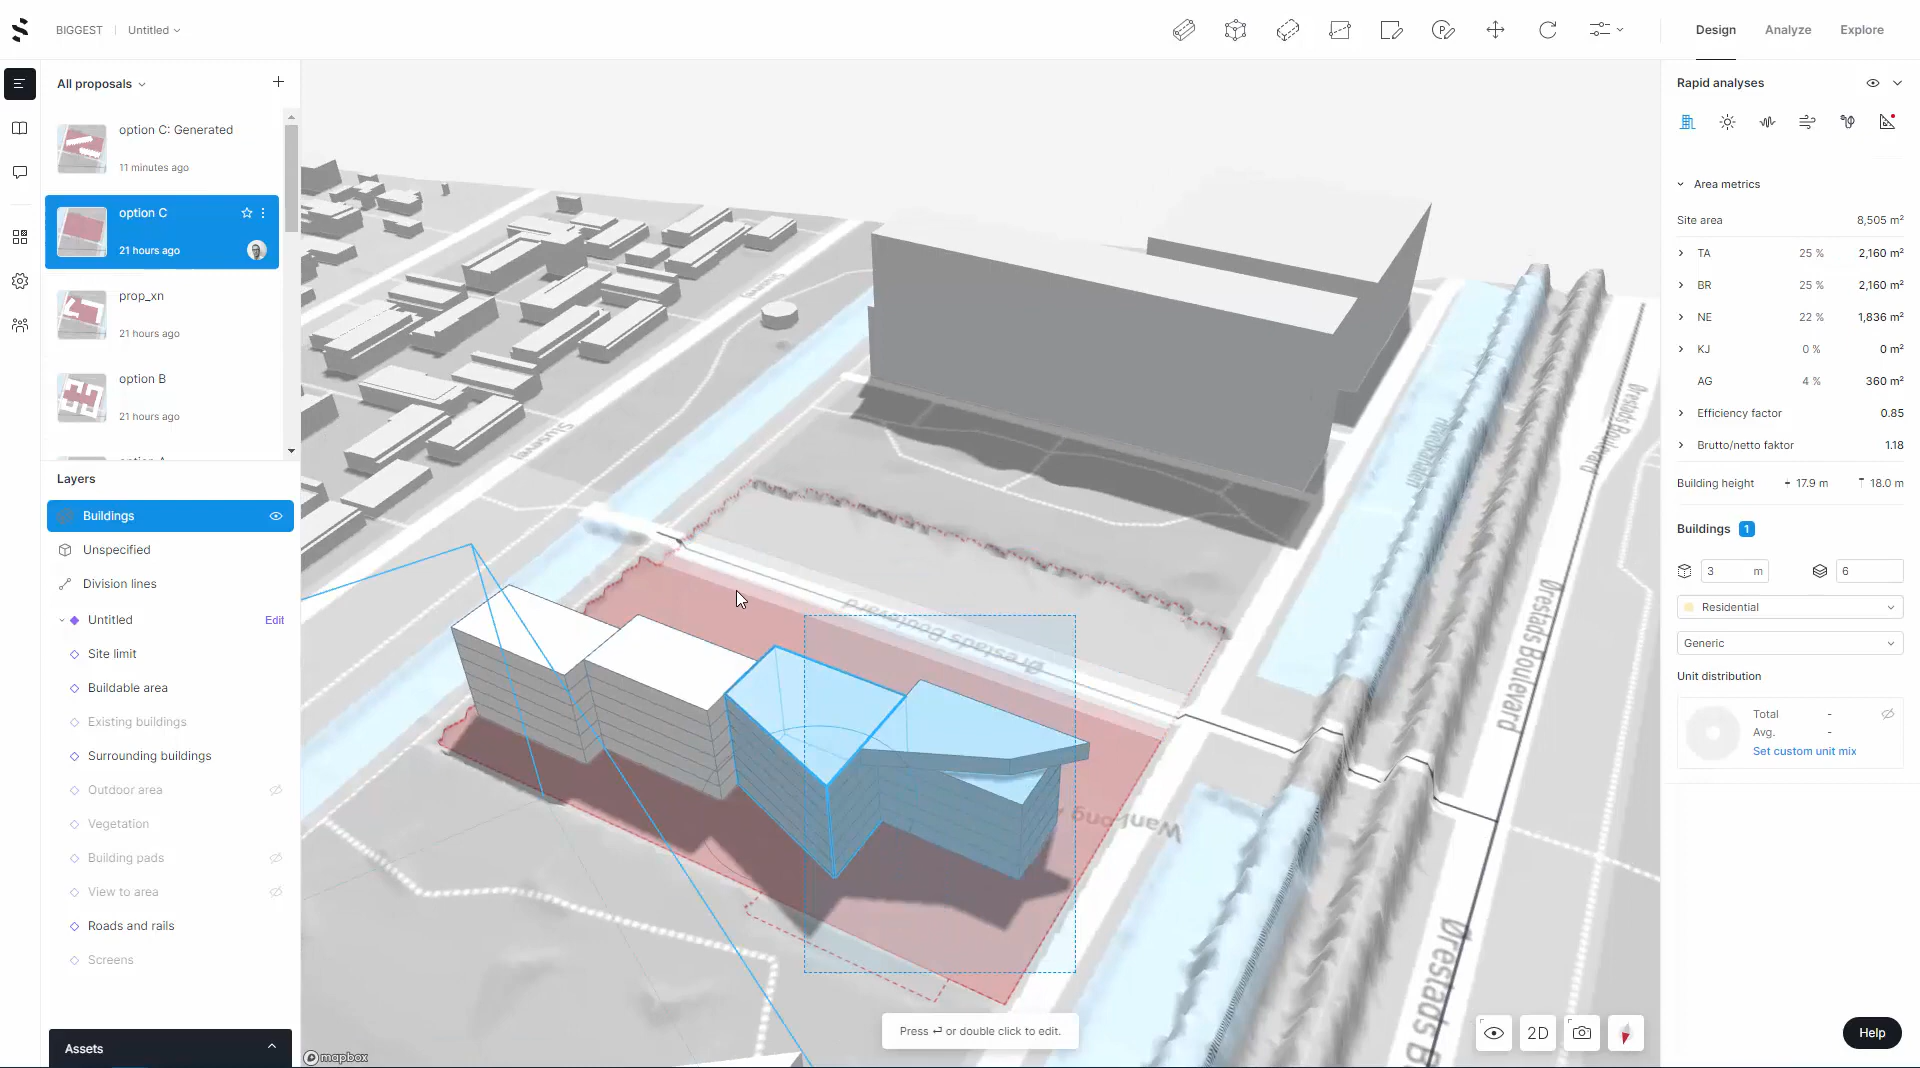 BIGGEST
Untitled
Design
Analyze
Explore
All proposals
option C: Generated
11 minutes ago
option C
21 hours ago
prop_xn
21 hours ago
option B
21 hours ago
Layers
Buildings
Unspecified
Division lines
Untitled
Edit
Site limit
Buildable area
Existing buildings
Surrounding buildings
Outdoor area
Vegetation
Building pads
View to area
Roads and rails
Screens
Assets
Ørestads Boulevard
Ørestads Boulevard
Ørestads Boulevard
Ørestads B
Press ⏎ or double click to edit.
mapbox
2D
Help
Rapid analyses
Area metrics
Site area 8,505 m²
TA 25 % 2,160 m²
BR 25 % 2,160 m²
NE 22 % 1,836 m²
KJ 0 % 0 m²
AG 4 % 360 m²
Efficiency factor 0.85
Brutto/netto faktor 1.18
Building height 17.9 m 18.0 m
Buildings 1
3 m
6
Residential
Generic
Unit distribution
Total -
Avg. -
Set custom unit mix